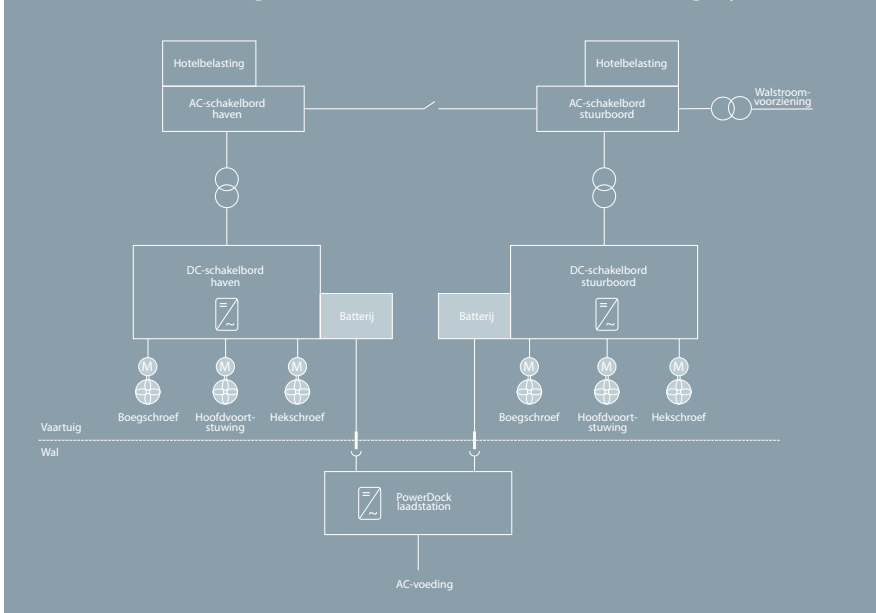 Hotelbelasting
Hotelbelasting
AC-schakelbord
haven
AC-schakelbord
stuurboord
Walstroom-
voorziening
DC-schakelbord
haven
DC-schakelbord
stuurboord
Batterij
Batterij
M
M
M
M
M
M
Boegschroef
Hoofdvoort-
stuwing
Hekschroef
Boegschroef
Hoofdvoort-
stuwing
Hekschroef
Vaartuig
Wal
PowerDock
laadstation
AC-voeding